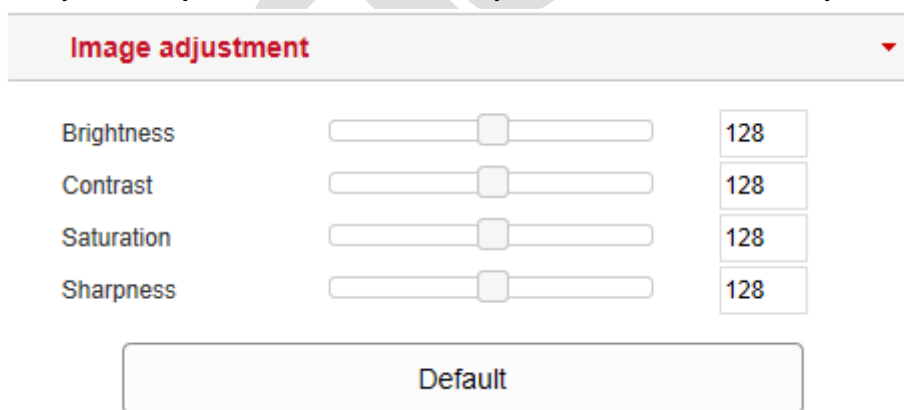 Image adjustment
Brightness 128
Contrast 128
Saturation 128
Sharpness 128
Default